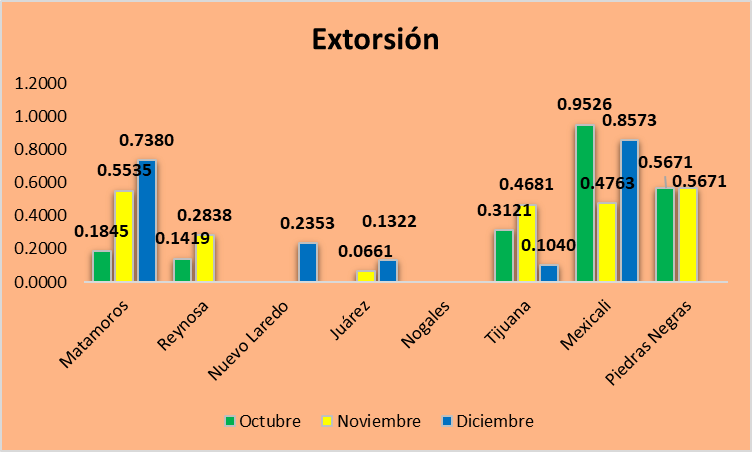 Extorsión
1.2000
1.0000
0.8000
0.6000
0.4000
0.2000
0.0000
0.1845
0.5535
0.7380
0.1419
0.2838
0.2353
0.0661
0.1322
0.3121
0.4681
0.1040
0.9526
0.4763
0.8573
0.5671
0.5671
Matamoros
Reynosa
Nuevo Laredo
Juárez
Nogales
Tijuana
Mexicali
Piedras Negras
Octubre Noviembre Diciembre